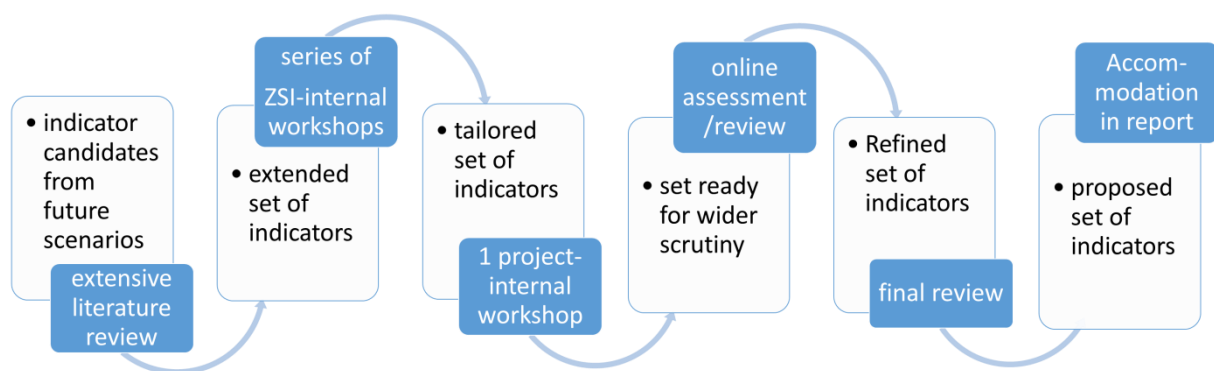 • indicator
candidates
from
future
scenarios
extensive
literature
review
series of
ZSI-internal
workshops
• extended
set of
indicators
• tailored
set of
indicators
1 project-
internal
workshop
online
assessment
/review
• set ready
for wider
scrutiny
• Refined
set of
indicators
final review
Accom-
modation
in report
• proposed
set of
indicators